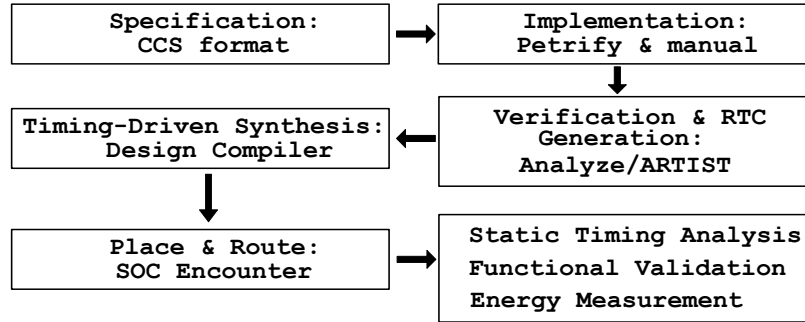 Specification:
CCS format
Implementation:
Petrify & manual
Verification & RTC
Generation:
Analyze/ARTIST
Timing-Driven Synthesis:
Design Compiler
Place & Route:
SOC Encounter
Static Timing Analysis
Functional Validation
Energy Measurement